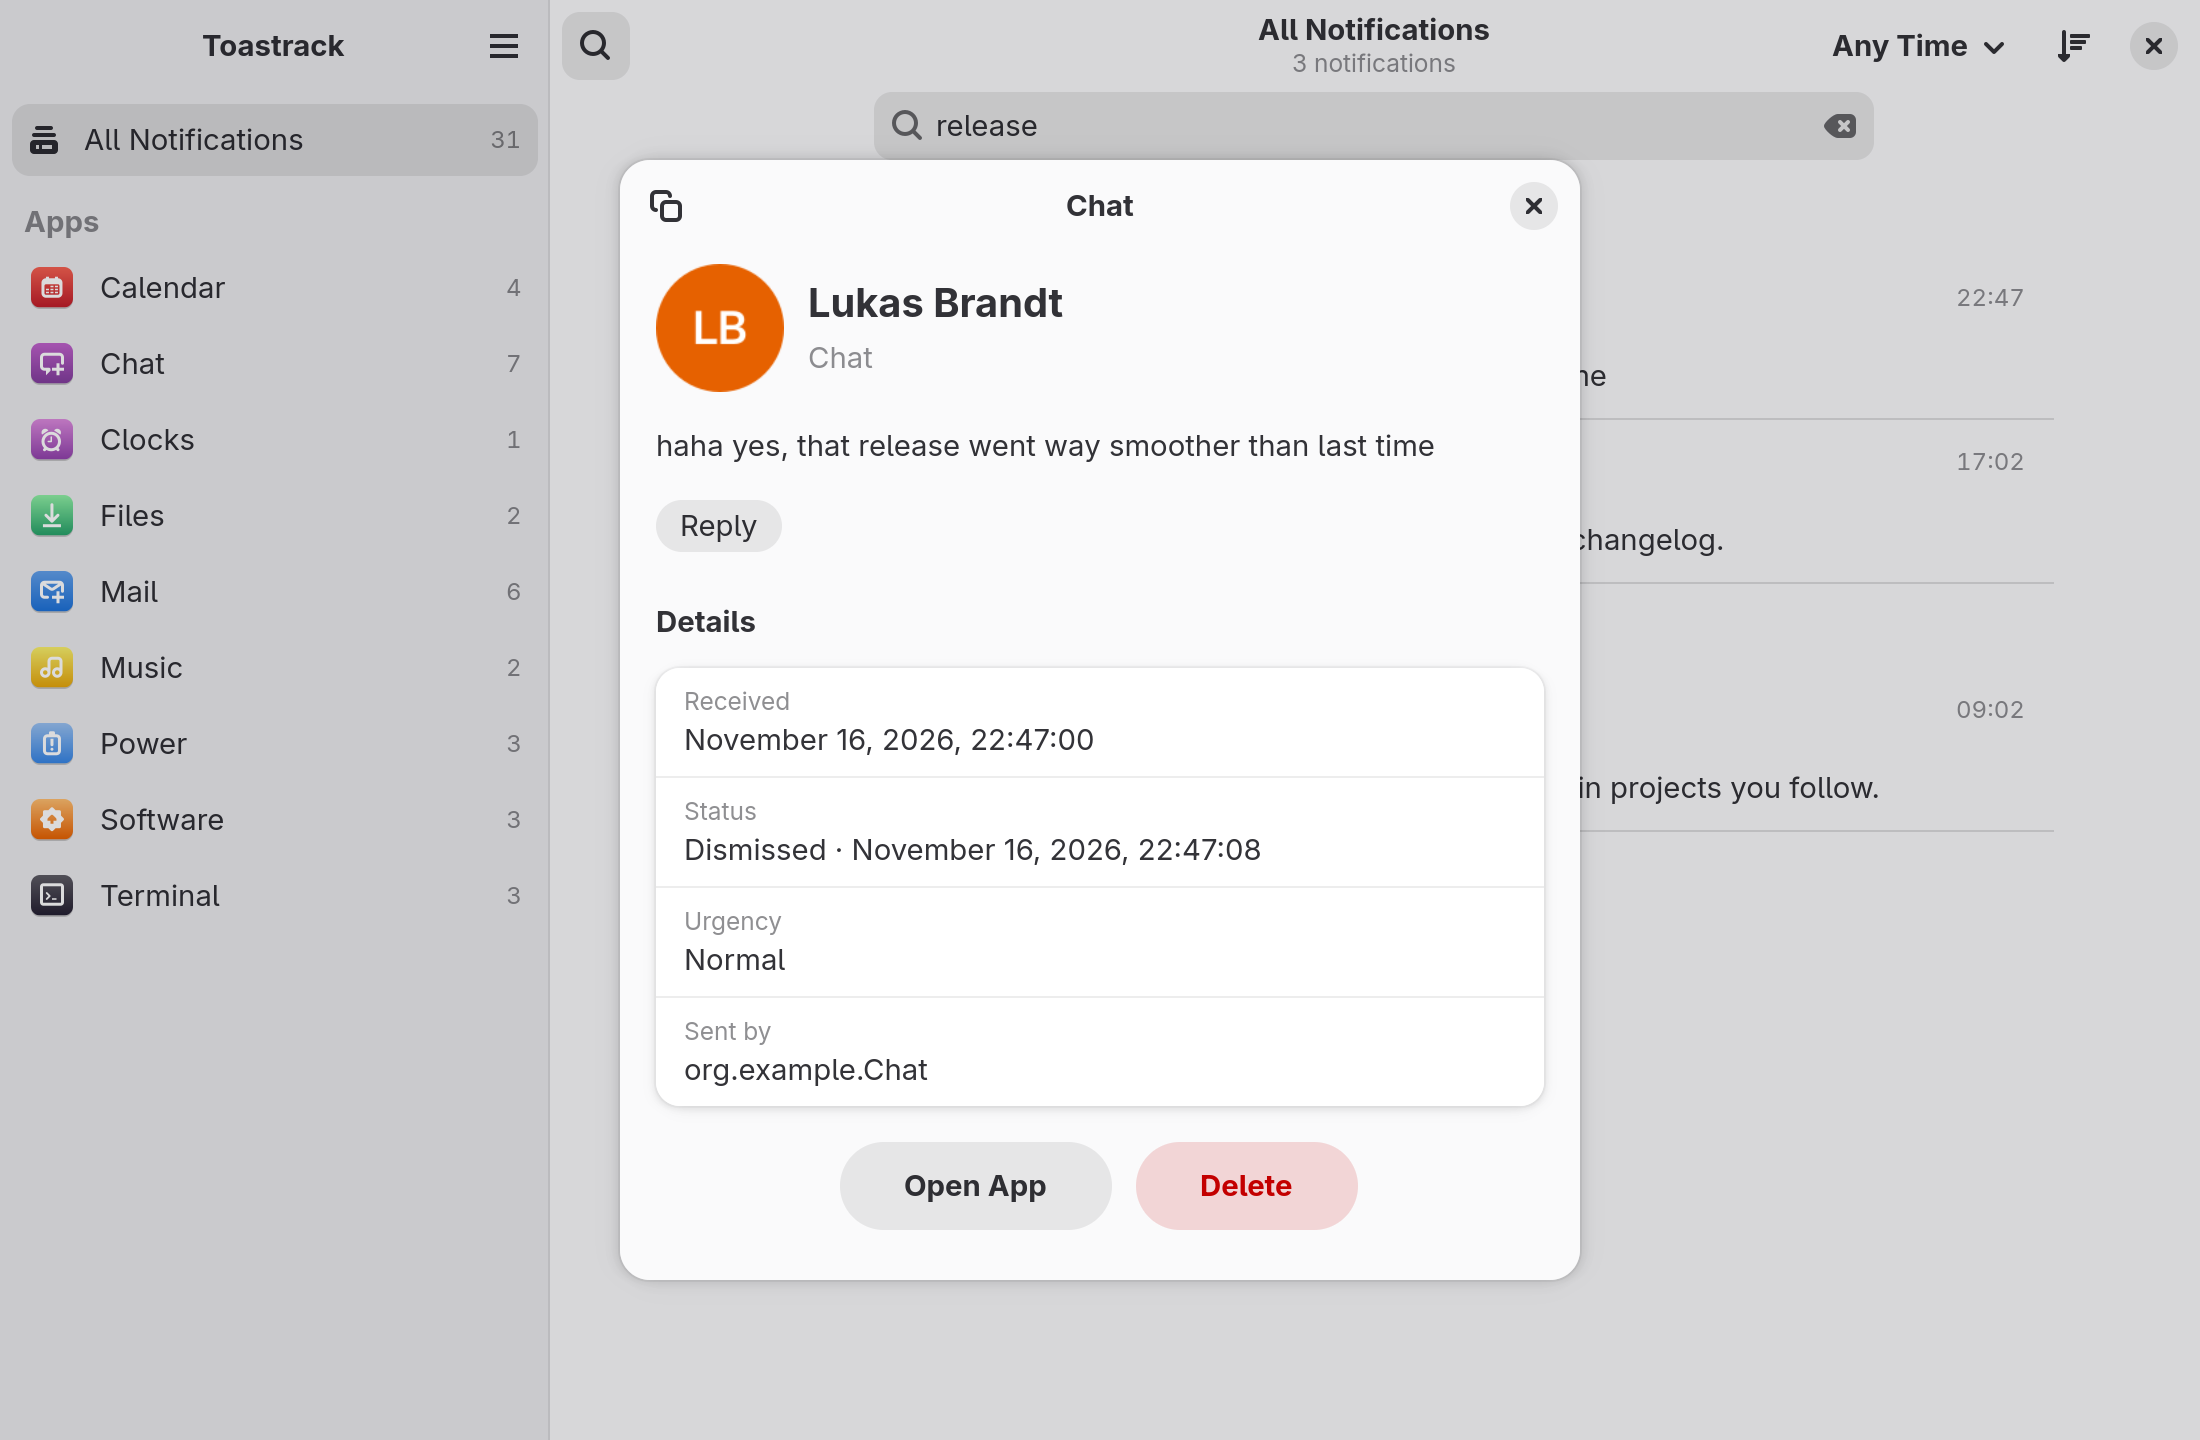 Toastrack
All Notifications 31
Apps
Calendar 4
Chat 7
Clocks 1
Files 2
Mail 6
Music 2
Power 3
Software 3
Terminal 3
All Notifications
3 notifications
Any Time
release
Chat
LB
Lukas Brandt
Chat
haha yes, that release went way smoother than last time
Reply
Details
Received
November 16, 2026, 22:47:00
Status
Dismissed · November 16, 2026, 22:47:08
Urgency
Normal
Sent by
org.example.Chat
Open App
Delete
22:47
17:02
changelog.
09:02
in projects you follow.